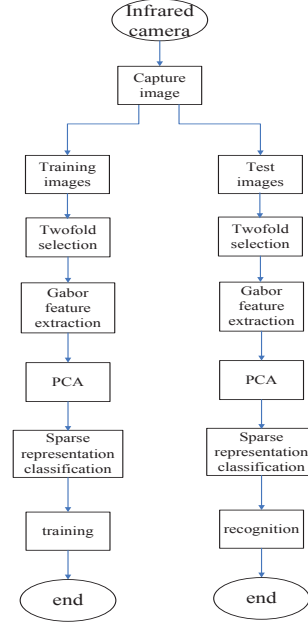 Infrared
camera
Capture
image
Training
images
Test
images
Twofold
selection
Twofold
selection
Gabor
feature
extraction
Gabor
feature
extraction
PCA
PCA
Sparse
representation
classification
Sparse
representation
classification
training
recognition
end
end